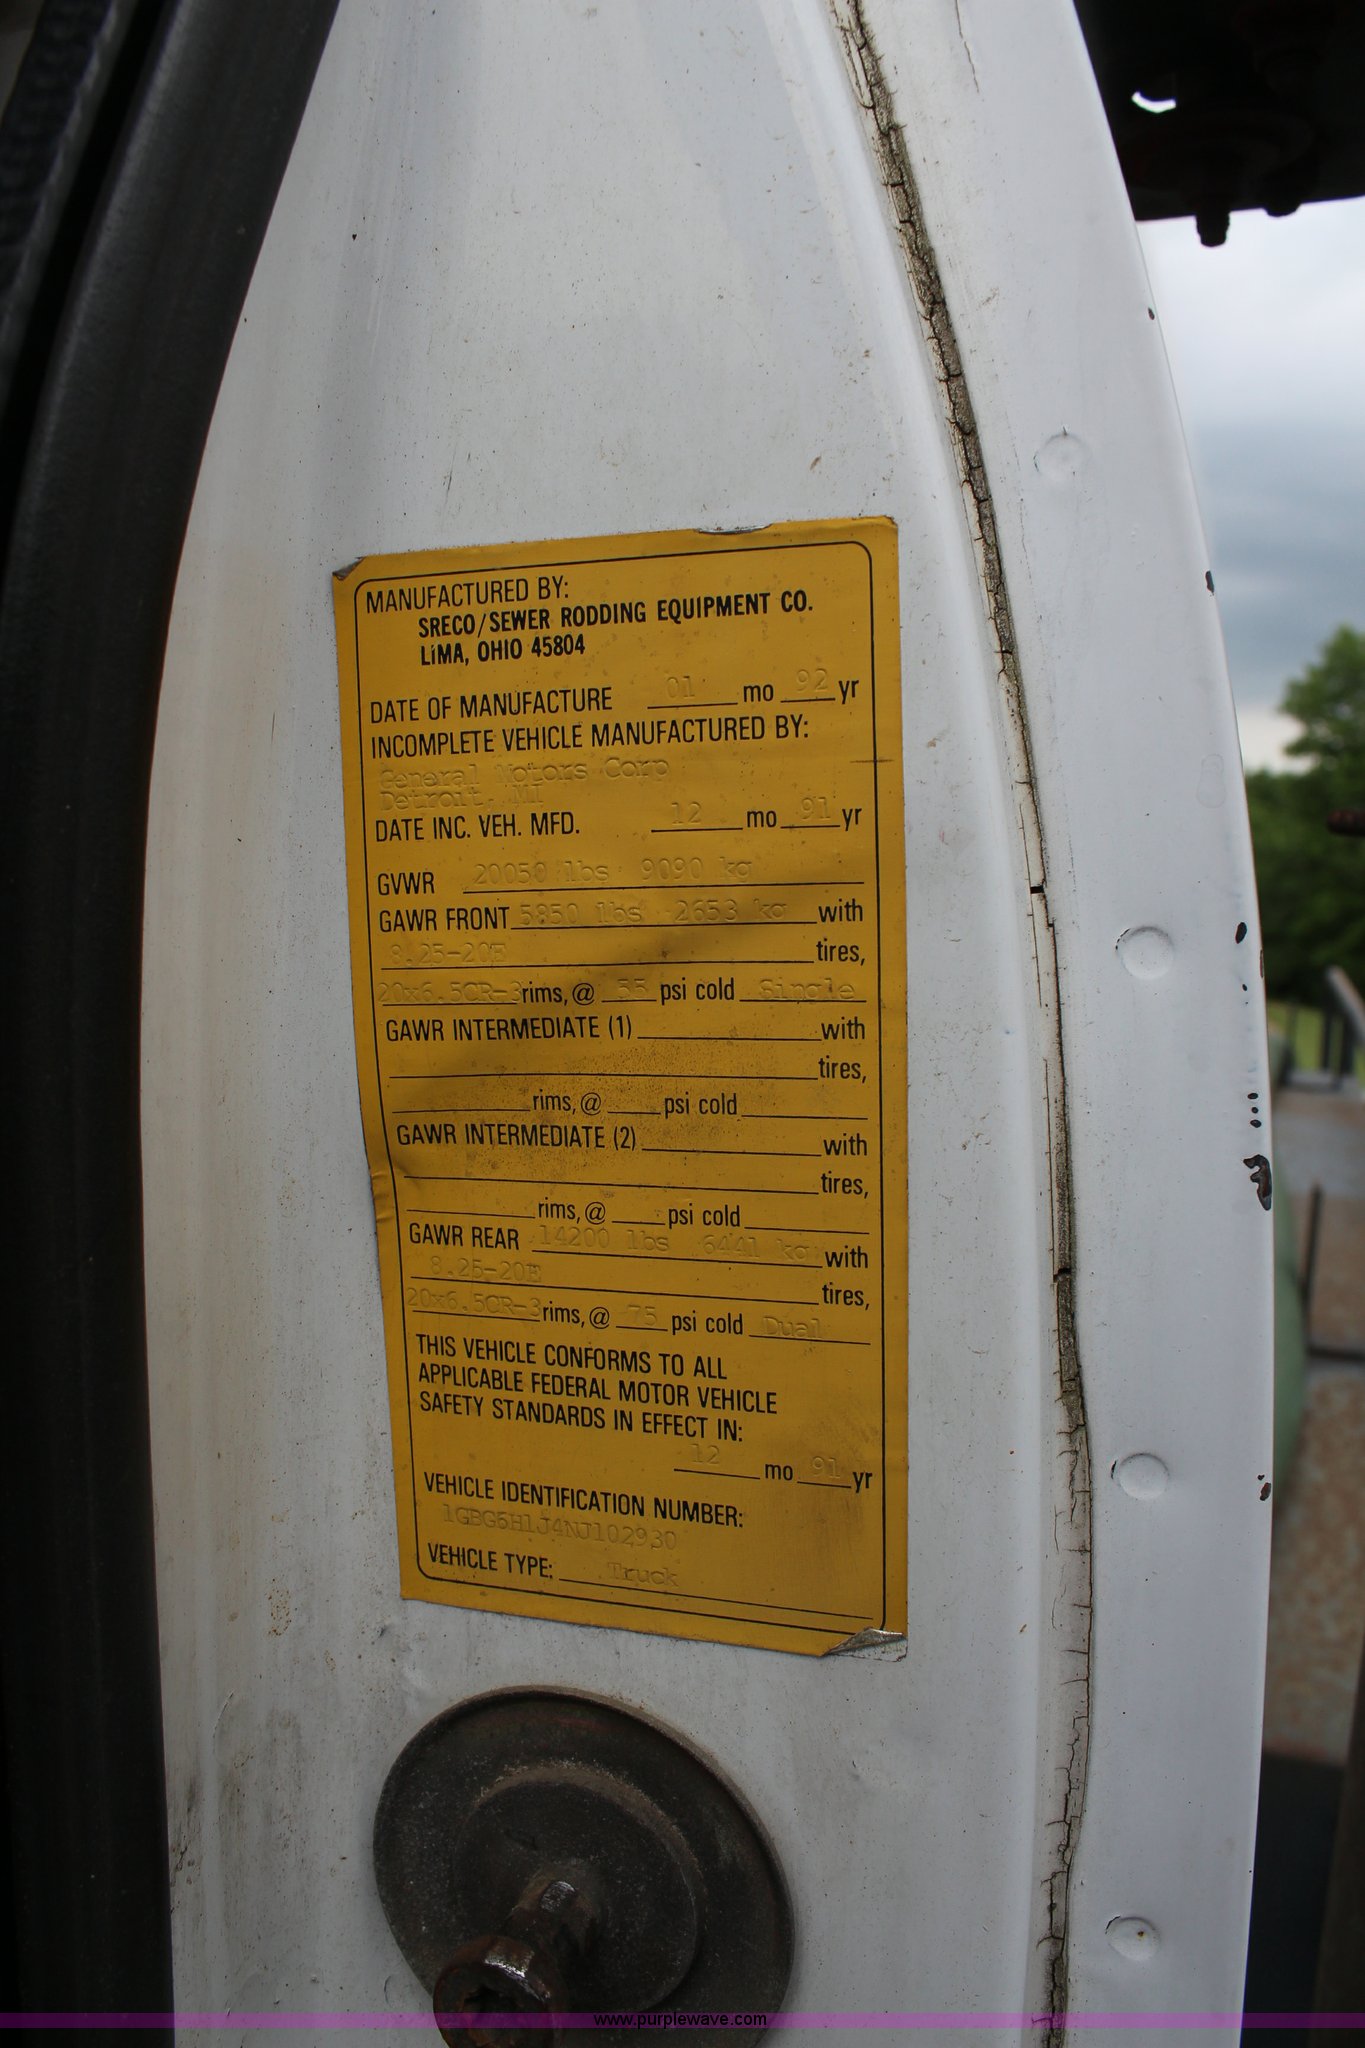 MANUFACTURED BY:
SRECO/SEWER RODDING EQUIPMENT CO.
LIMA, OHIO 45804
DATE OF MANUFACTURE 01 mo 92 yr
INCOMPLETE VEHICLE MANUFACTURED BY:
General Motors Corp
Detroit, MI
DATE INC. VEH. MFD. 12 mo 91 yr
GVWR 20050 lbs 9090 kg
GAWR FRONT 5850 lbs 2653 kg with
8.25-20E tires,
20x6.5CR-3 rims, @ 55 psi cold Single
GAWR INTERMEDIATE (1) with
tires,
rims, @ psi cold
GAWR INTERMEDIATE (2) with
tires,
rims, @ psi cold
GAWR REAR 14200 lbs 6441 kg with
8.25-20E tires,
20x6.5CR-3 rims, @ 75 psi cold Dual
THIS VEHICLE CONFORMS TO ALL
APPLICABLE FEDERAL MOTOR VEHICLE
SAFETY STANDARDS IN EFFECT IN:
12 mo 91 yr
VEHICLE IDENTIFICATION NUMBER:
1GBG6H1J4NJ102930
VEHICLE TYPE: Truck
www.purplewave.com